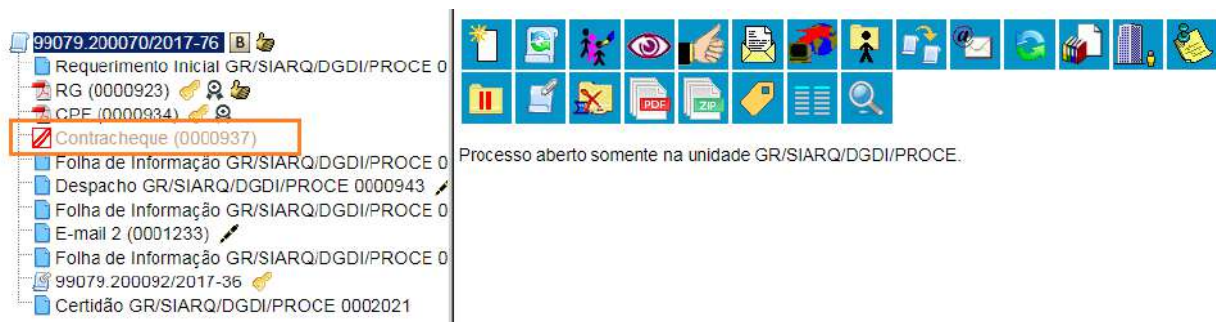 99079.200070/2017-76 B
Requerimento Inicial GR/SIARQ/DGDI/PROCE 0
RG (0000923)
CPF (0000934)
Contracheque (0000937)
Folha de Informação GR/SIARQ/DGDI/PROCE 0
Despacho GR/SIARQ/DGDI/PROCE 0000943
Folha de Informação GR/SIARQ/DGDI/PROCE 0
E-mail 2 (0001233)
Folha de Informação GR/SIARQ/DGDI/PROCE 0
99079.200092/2017-36
Certidão GR/SIARQ/DGDI/PROCE 0002021
@
PDF
ZIP
Processo aberto somente na unidade GR/SIARQ/DGDI/PROCE.